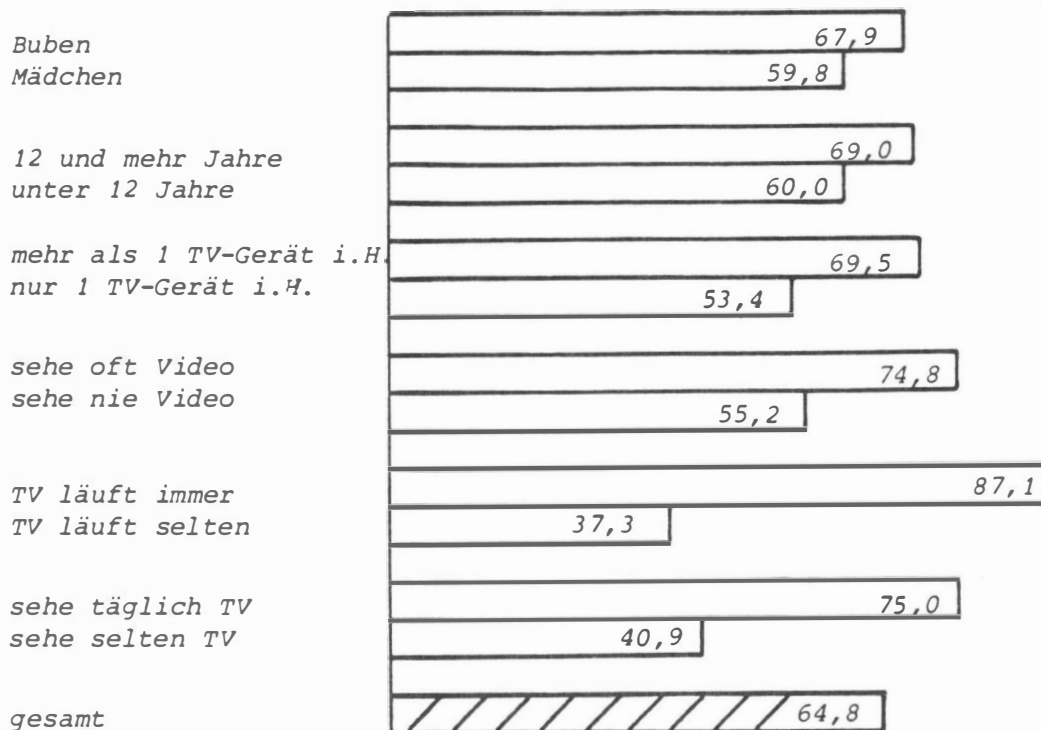 Buben 67,9
Mädchen 59,8
12 und mehr Jahre 69,0
unter 12 Jahre 60,0
mehr als 1 TV-Gerät i.H. 69,5
nur 1 TV-Gerät i.H. 53,4
sehe oft Video 74,8
sehe nie Video 55,2
TV läuft immer 87,1
TV läuft selten 37,3
sehe täglich TV 75,0
sehe selten TV 40,9
gesamt 64,8